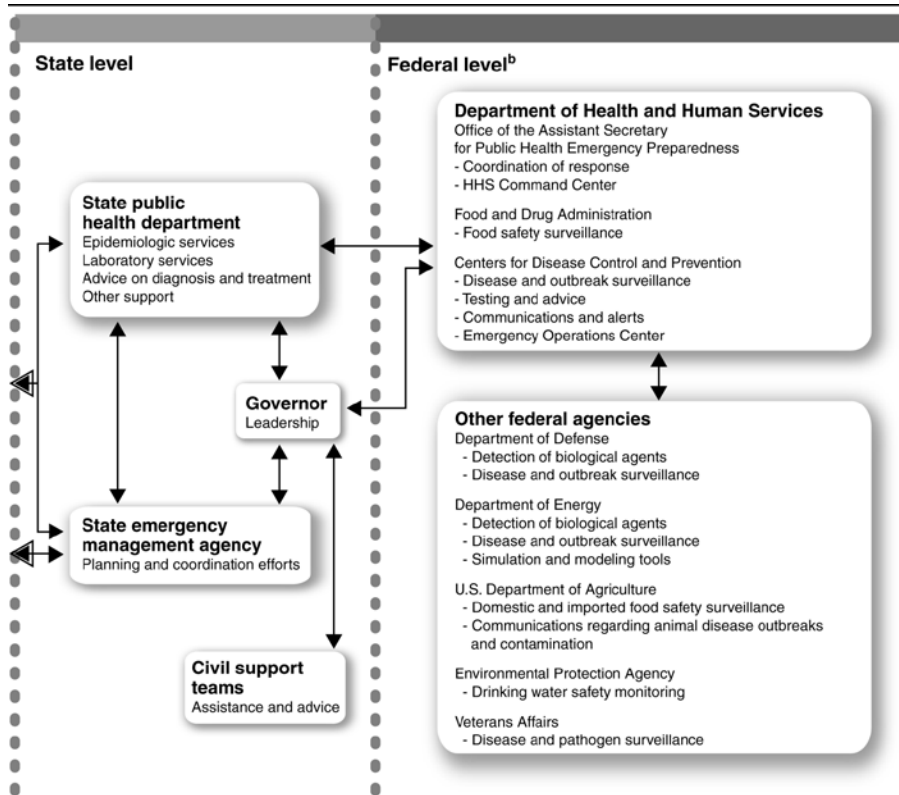 State level
Federal levelb
Department of Health and Human Services
Office of the Assistant Secretary
for Public Health Emergency Preparedness
- Coordination of response
- HHS Command Center
Food and Drug Administration
- Food safety surveillance
Centers for Disease Control and Prevention
- Disease and outbreak surveillance
- Testing and advice
- Communications and alerts
- Emergency Operations Center
State public
health department
Epidemiologic services
Laboratory services
Advice on diagnosis and treatment
Other support
Governor
Leadership
State emergency
management agency
Planning and coordination efforts
Civil support
teams
Assistance and advice
Other federal agencies
Department of Defense
- Detection of biological agents
- Disease and outbreak surveillance
Department of Energy
- Detection of biological agents
- Disease and outbreak surveillance
- Simulation and modeling tools
U.S. Department of Agriculture
- Domestic and imported food safety surveillance
- Communications regarding animal disease outbreaks
and contamination
Environmental Protection Agency
- Drinking water safety monitoring
Veterans Affairs
- Disease and pathogen surveillance